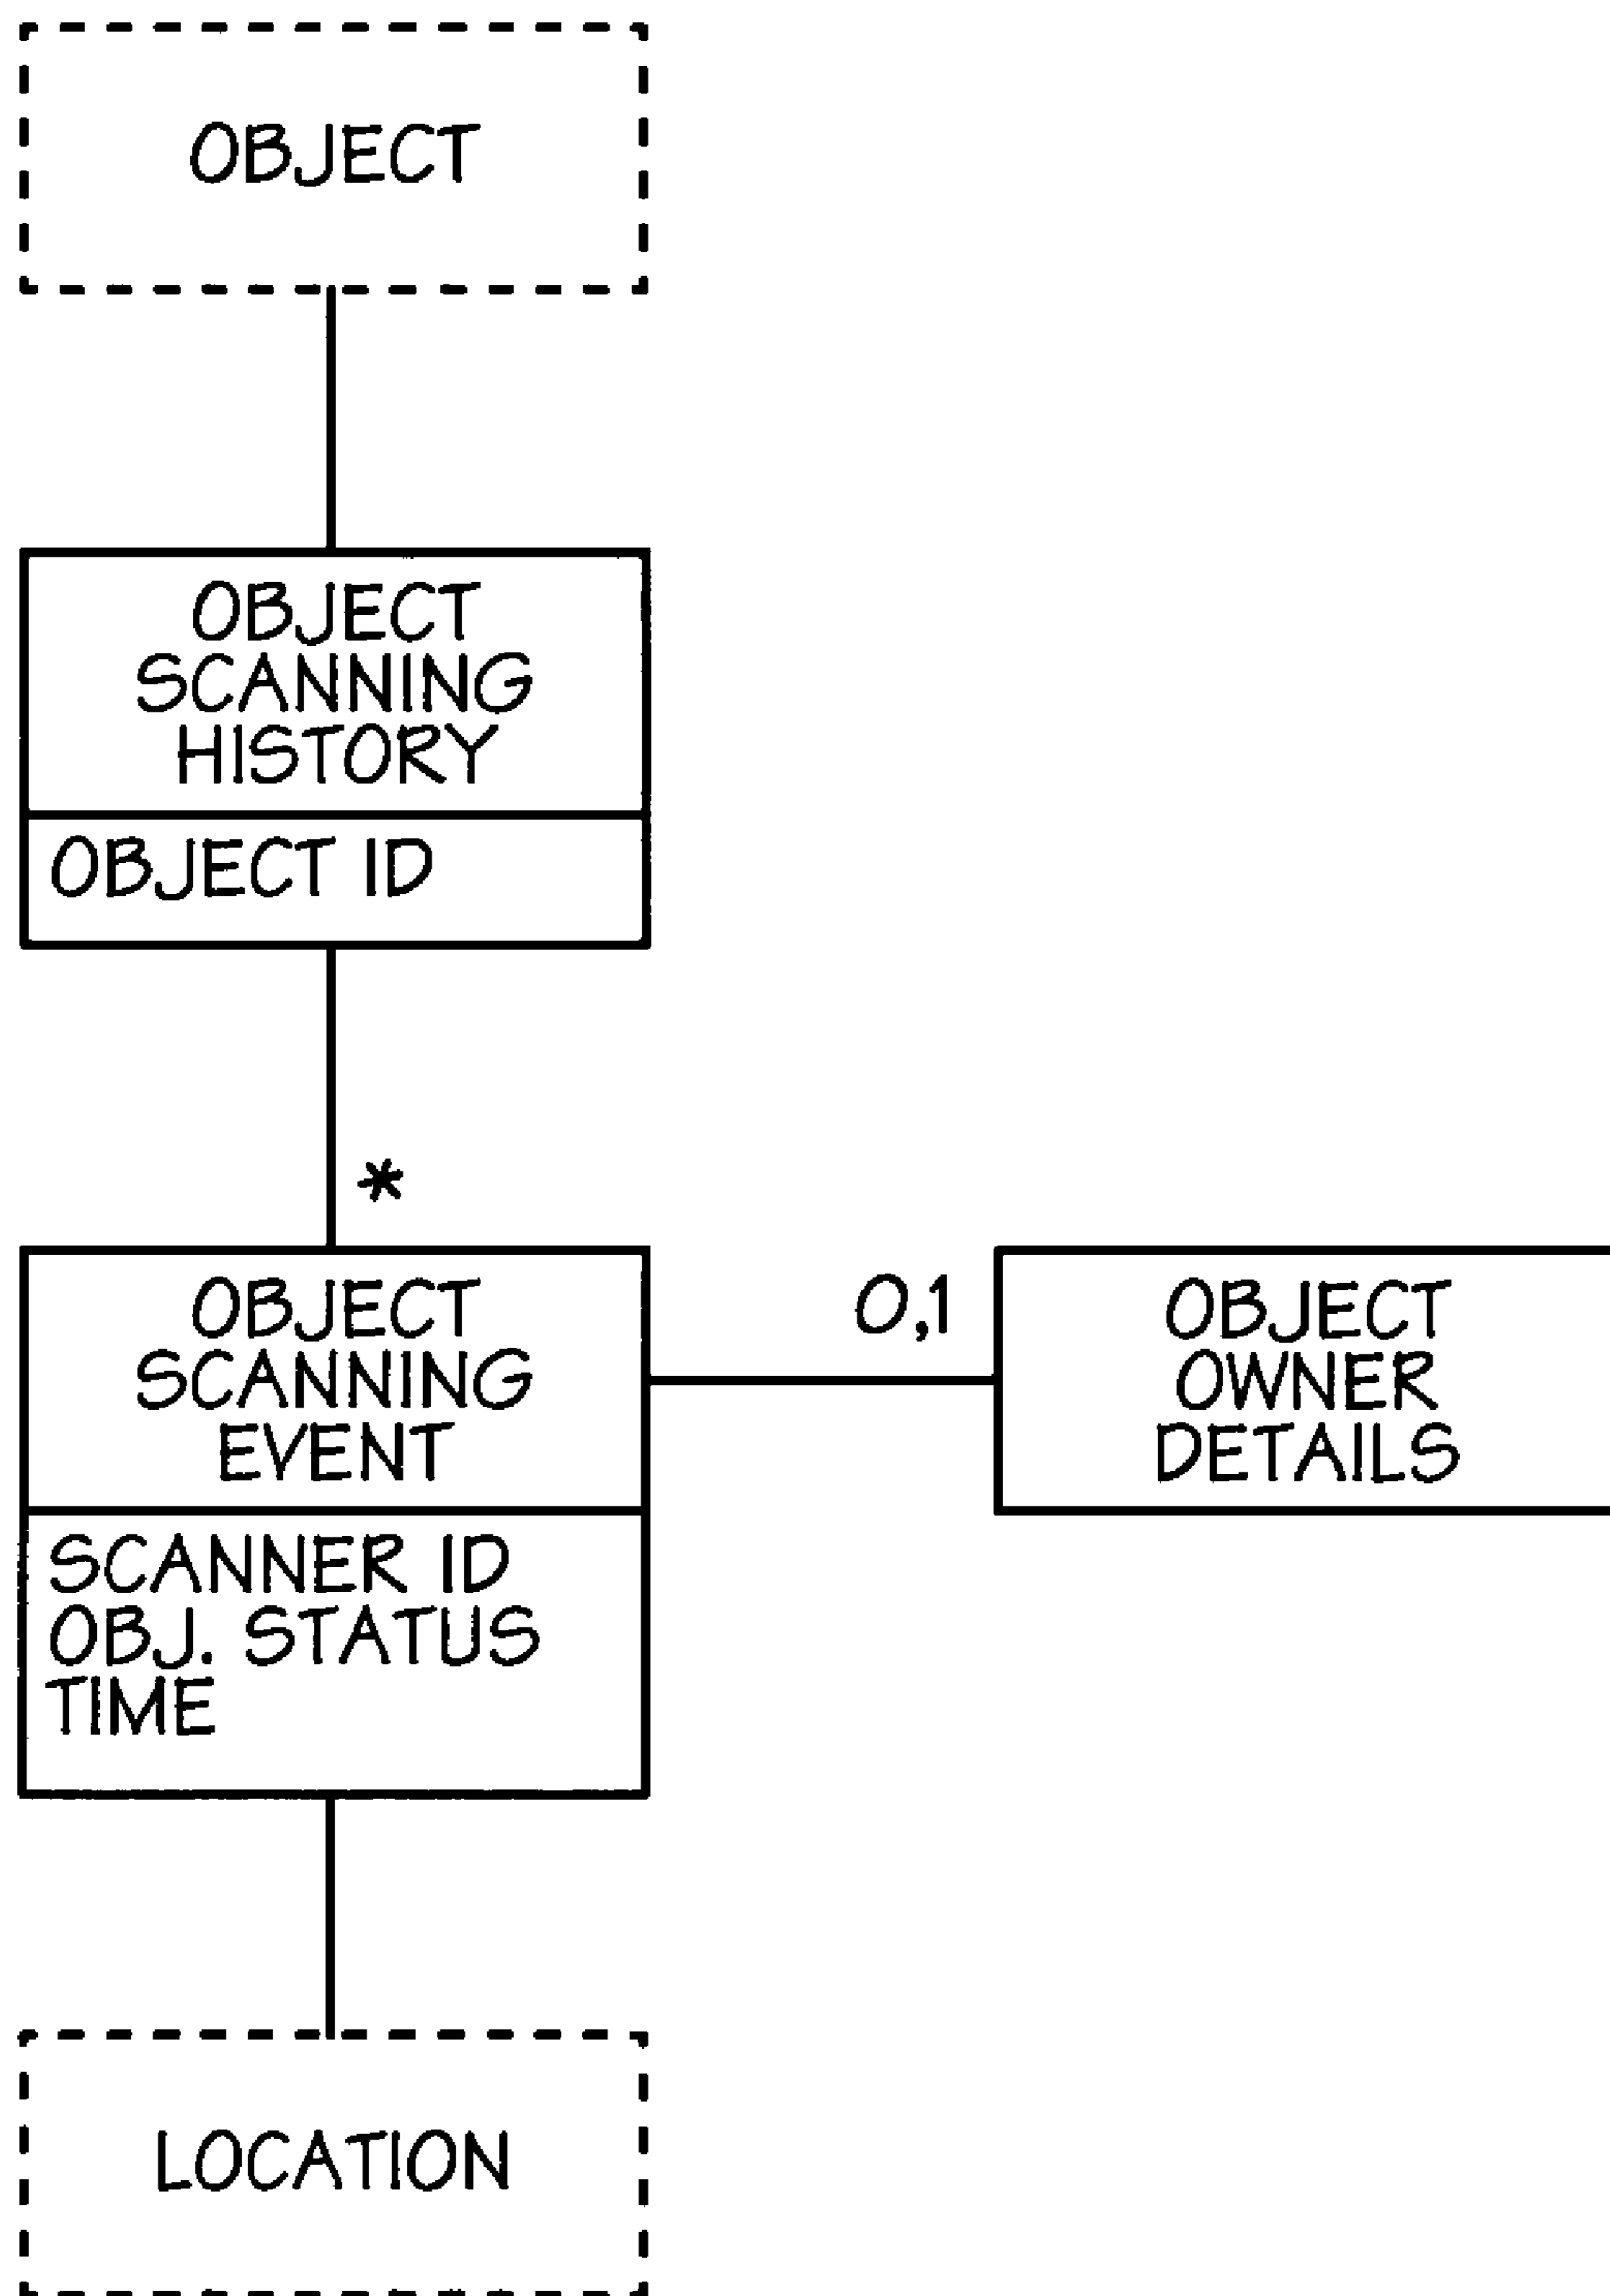 OBJECT
OBJECT
SCANNING
HISTORY
OBJECT ID
*
OBJECT
SCANNING
EVENT
0,1
OBJECT
OWNER
DETAILS
SCANNER ID
OBJ. STATUS
TIME
LOCATION